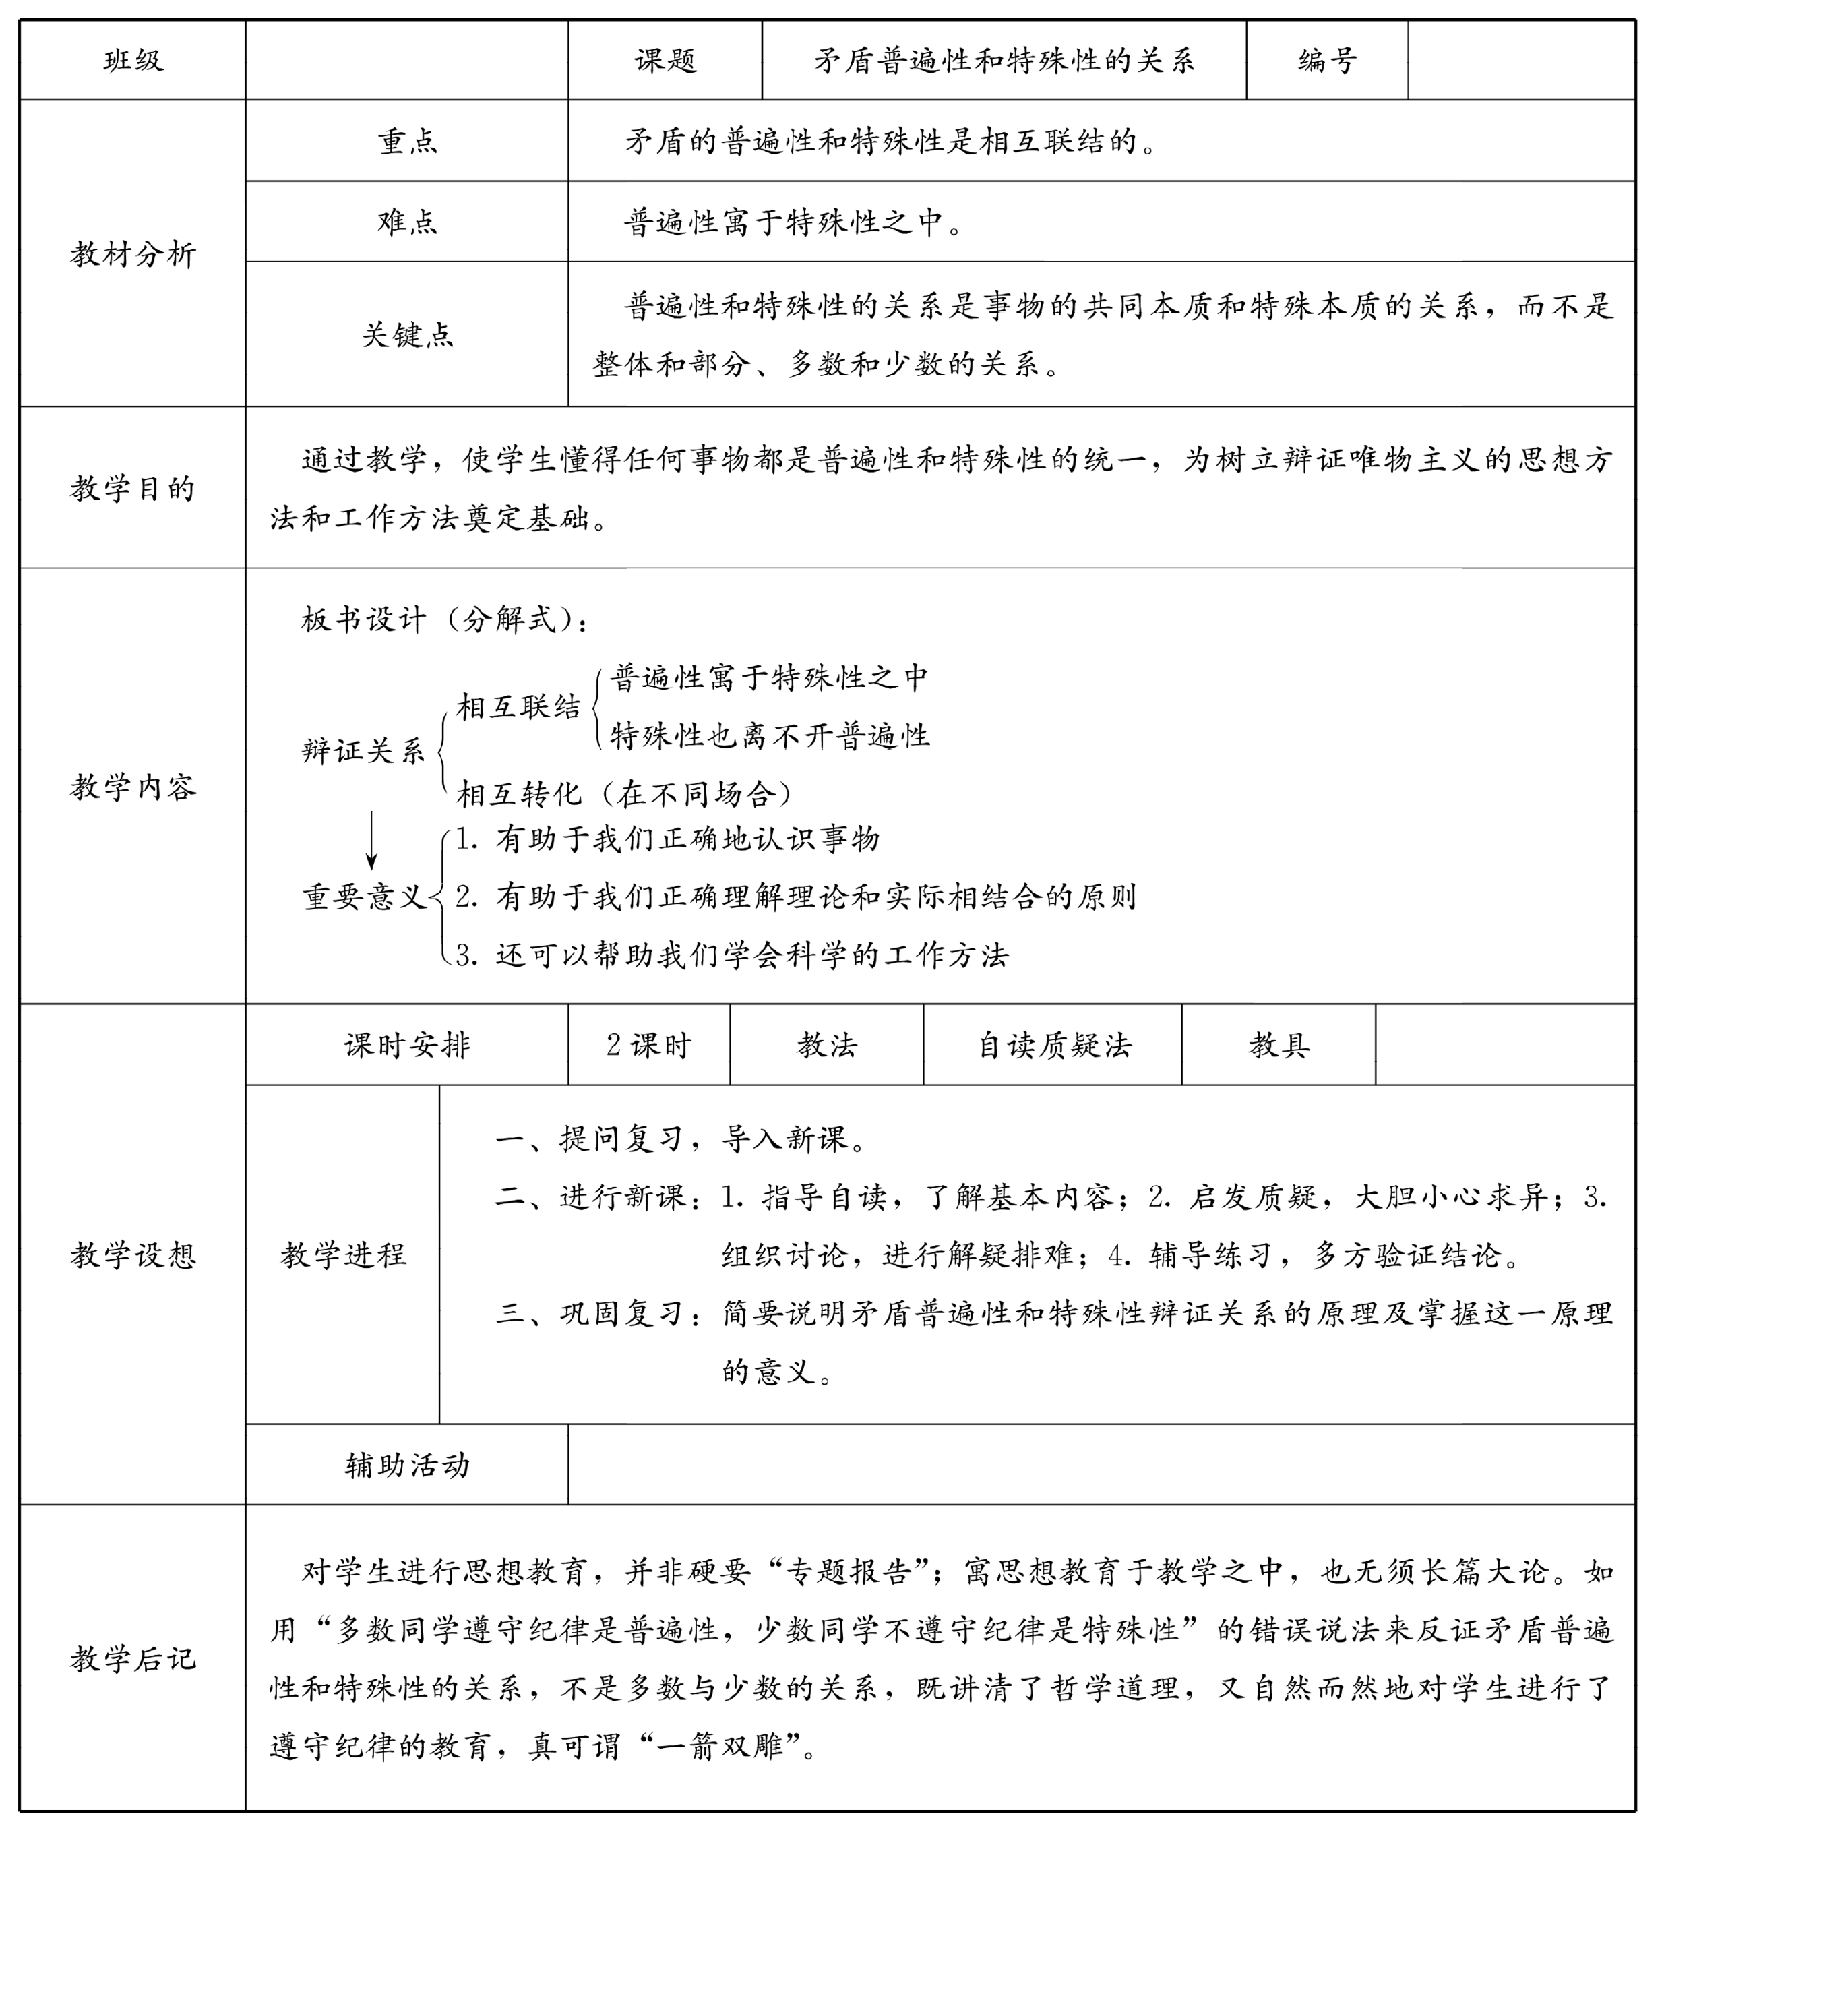 班级 课题 矛盾普遍性和特殊性的关系 编号
教材分析
重点 矛盾的普遍性和特殊性是相互联结的。
难点 普遍性寓于特殊性之中。
关键点
普遍性和特殊性的关系是事物的共同本质和特殊本质的关系，而不是
整体和部分、多数和少数的关系。
教学目的
通过教学，使学生懂得任何事物都是普遍性和特殊性的统一，为树立辩证唯物主义的思想方
法和工作方法奠定基础。
教学内容
板书设计（分解式）：
辩证关系
相互联结
普遍性寓于特殊性之中
特殊性也离不开普遍性
相互转化（在不同场合）
重要意义
1. 有助于我们正确地认识事物
2. 有助于我们正确理解理论和实际相结合的原则
3. 还可以帮助我们学会科学的工作方法
教学设想
课时安排 2课时 教法 自读质疑法 教具
教学进程
一、提问复习，导入新课。
二、进行新课：1. 指导自读，了解基本内容；2. 启发质疑，大胆小心求异；3.
组织讨论，进行解疑排难；4. 辅导练习，多方验证结论。
三、巩固复习：简要说明矛盾普遍性和特殊性辩证关系的原理及掌握这一原理
的意义。
辅助活动
教学后记
对学生进行思想教育，并非硬要“专题报告”；寓思想教育于教学之中，也无须长篇大论。如
用“多数同学遵守纪律是普遍性，少数同学不遵守纪律是特殊性”的错误说法来反证矛盾普遍
性和特殊性的关系，不是多数与少数的关系，既讲清了哲学道理，又自然而然地对学生进行了
遵守纪律的教育，真可谓“一箭双雕”。